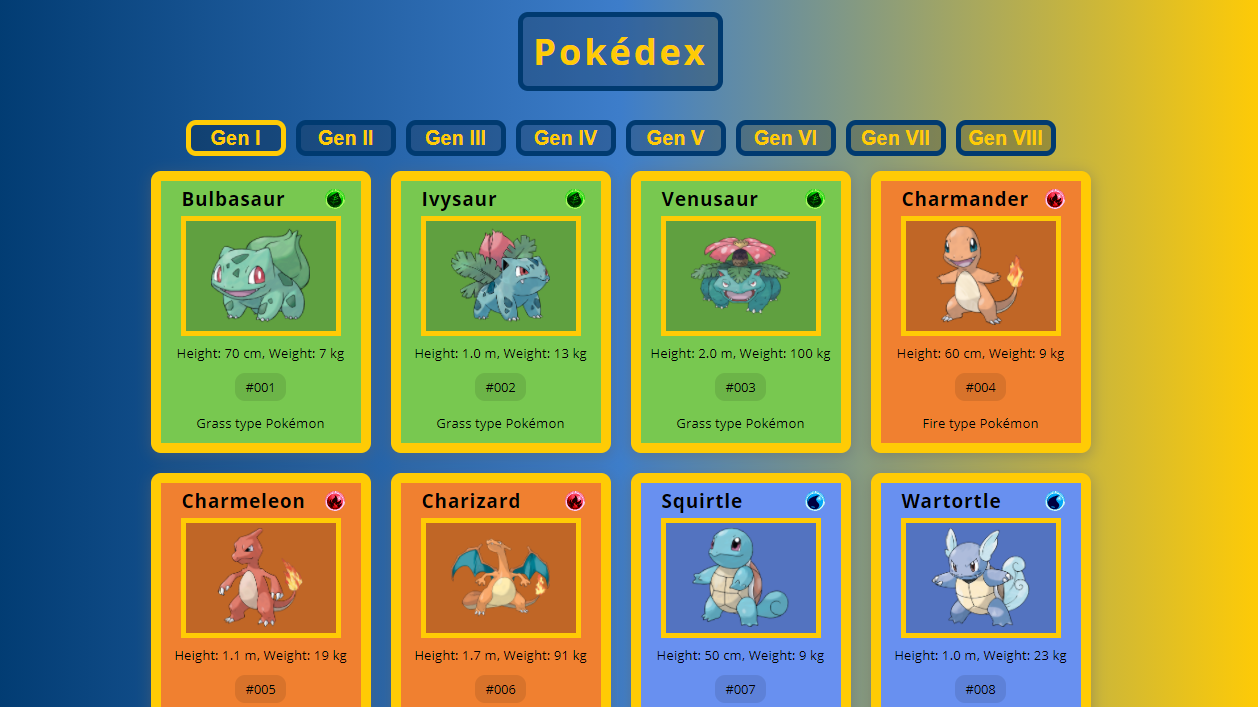 Pokédex
Gen I Gen II Gen III Gen IV Gen V Gen VI Gen VII Gen VIII
Bulbasaur Ivysaur Venusaur Charmander
Height: 70 cm, Weight: 7 kg Height: 1.0 m, Weight: 13 kg Height: 2.0 m, Weight: 100 kg Height: 60 cm, Weight: 9 kg
#001 #002 #003 #004
Grass type Pokémon Grass type Pokémon Grass type Pokémon Fire type Pokémon
Charmeleon Charizard Squirtle Wartortle
Height: 1.1 m, Weight: 19 kg Height: 1.7 m, Weight: 91 kg Height: 50 cm, Weight: 9 kg Height: 1.0 m, Weight: 23 kg
#005 #006 #007 #008